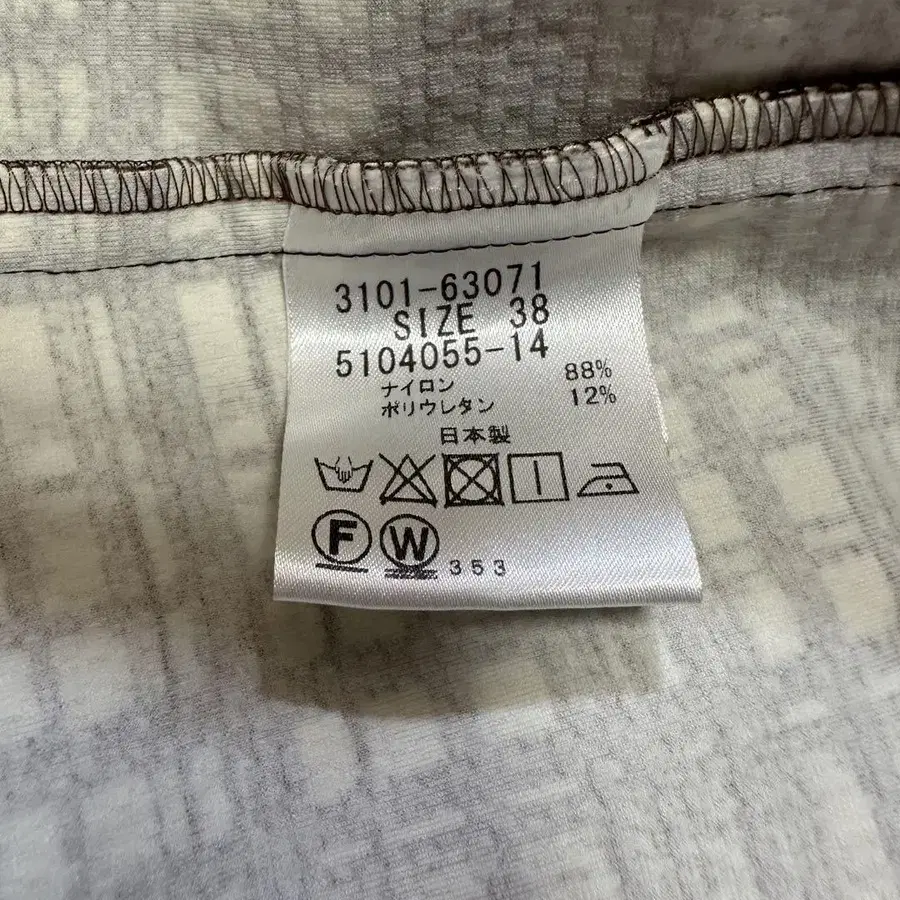 3101-63071
SIZE 38
5104055-14
ナイロン 88%
ポリウレタン 12%
日本製
F W 353